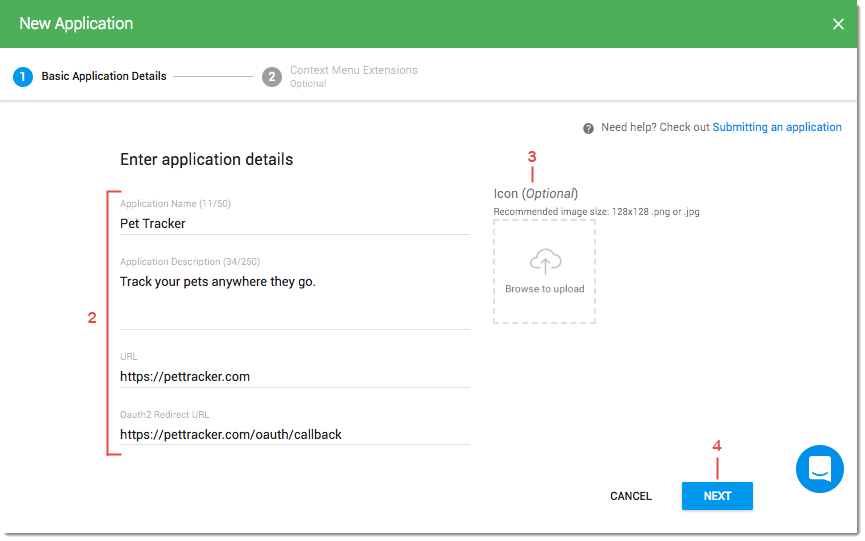 New Application
1 Basic Application Details
2 Context Menu Extensions
Optional
? Need help? Check out Submitting an application
Enter application details
3
Icon (Optional)
Recommended image size: 128x128 .png or .jpg
Browse to upload
2
Application Name (11/50)
Pet Tracker
Application Description (34/250)
Track your pets anywhere they go.
URL
https://pettracker.com
Oauth2 Redirect URL
https://pettracker.com/oauth/callback
4
CANCEL
NEXT